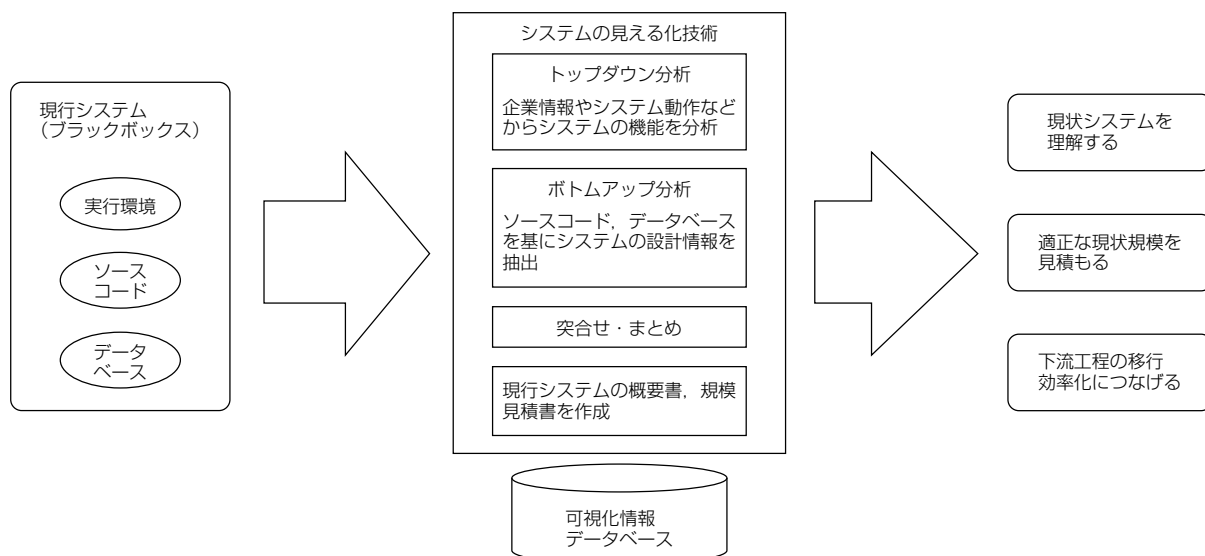 現行システム
（ブラックボックス）
実行環境
ソース
コード
データ
ベース
システムの見える化技術
トップダウン分析
企業情報やシステム動作など
からシステムの機能を分析
ボトムアップ分析
ソースコード，データベース
を基にシステムの設計情報を
抽出
突合せ・まとめ
現行システムの概要書，規模
見積書を作成
可視化情報
データベース
現状システムを
理解する
適正な現状規模を
見積もる
下流工程の移行
効率化につなげる